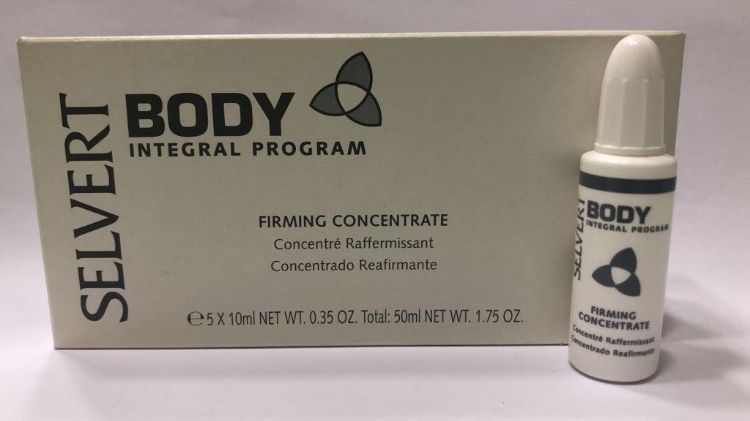 SELVERT
BODY
INTEGRAL PROGRAM
FIRMING CONCENTRATE
Concentré Raffermissant
Concentrado Reafirmante
℮ 5 X 10ml NET WT. 0.35 OZ. Total: 50ml NET WT. 1.75 OZ.
SELVERT
BODY
INTEGRAL PROGRAM
FIRMING
CONCENTRATE
Concentré Raffermissant
Concentrado Reafirmante